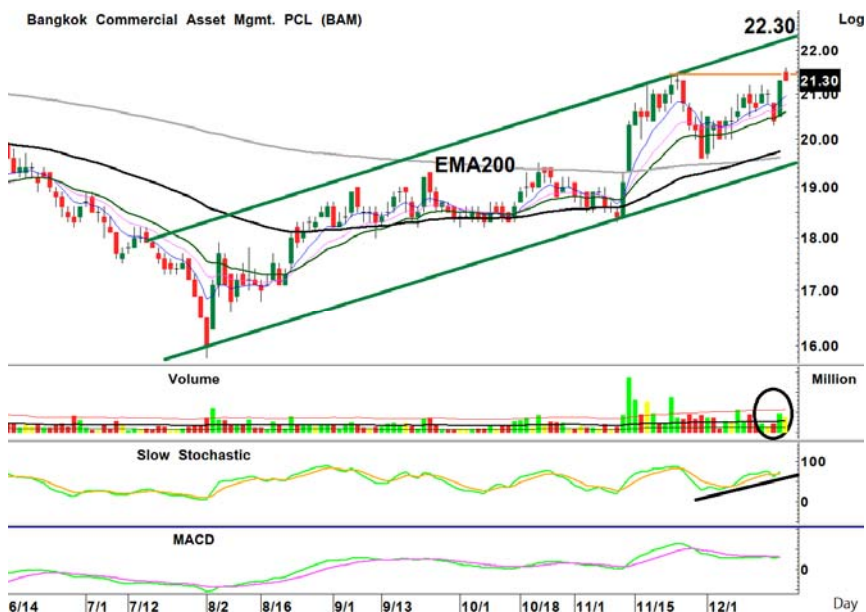 Bangkok Commercial Asset Mgmt. PCL (BAM)
22.30
Log
22.00
21.30
21.00
20.00
EMA200
19.00
18.00
17.00
16.00
Volume
Million
Slow Stochastic
100
0
MACD
0
6/14 7/1 7/12 8/2 8/16 9/1 9/13 10/1 10/18 11/1 11/15 12/1 Day